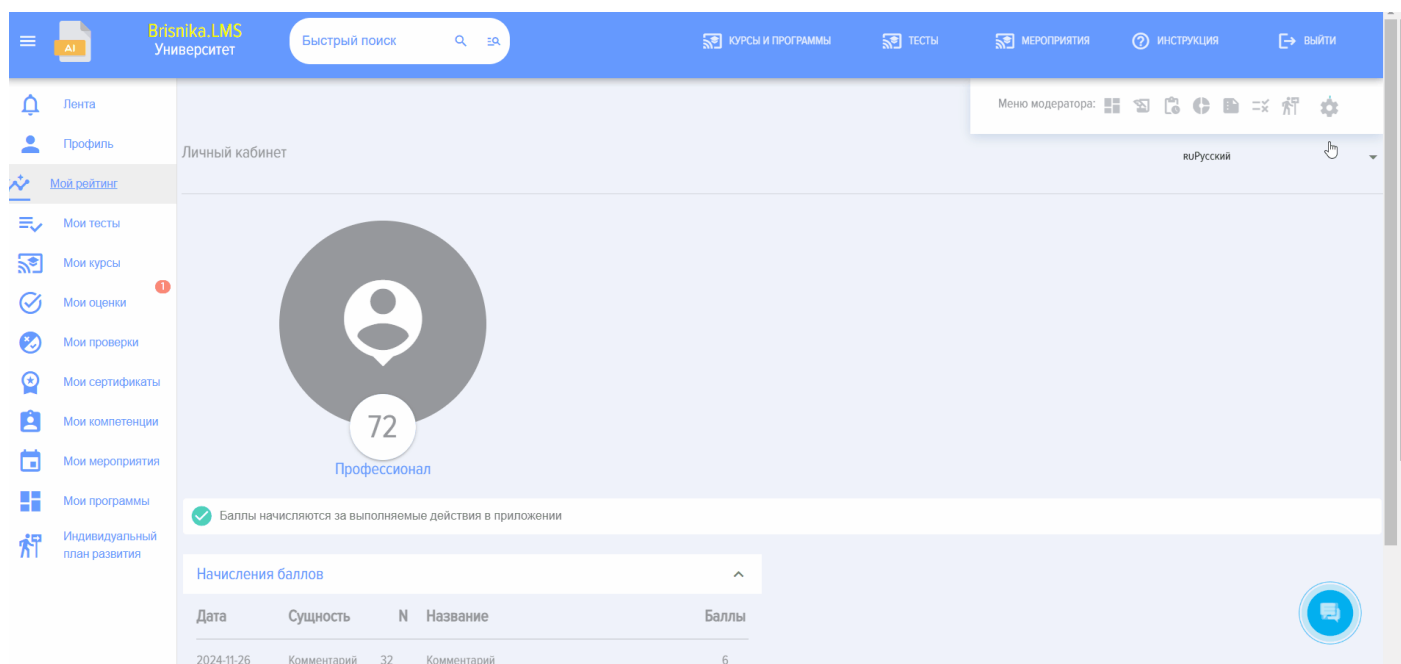 AI
Brisnika.LMS
Университет
Быстрый поиск
КУРСЫ И ПРОГРАММЫ
ТЕСТЫ
МЕРОПРИЯТИЯ
ИНСТРУКЦИЯ
ВЫЙТИ
Меню модератора:
Лента
Профиль
Мой рейтинг
Мои тесты
Мои курсы
1
Мои оценки
Мои проверки
Мои сертификаты
Мои компетенции
Мои мероприятия
Мои программы
Индивидуальный
план развития
Личный кабинет
RUРусский
72
Профессионал
Баллы начисляются за выполняемые действия в приложении
Начисления баллов
Дата Сущность N Название Баллы
2024-11-26 Комментарий 32 Комментарий 6